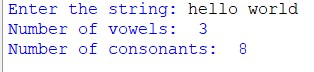 Enter the string: hello world
Number of vowels:  3
Number of consonants:  8